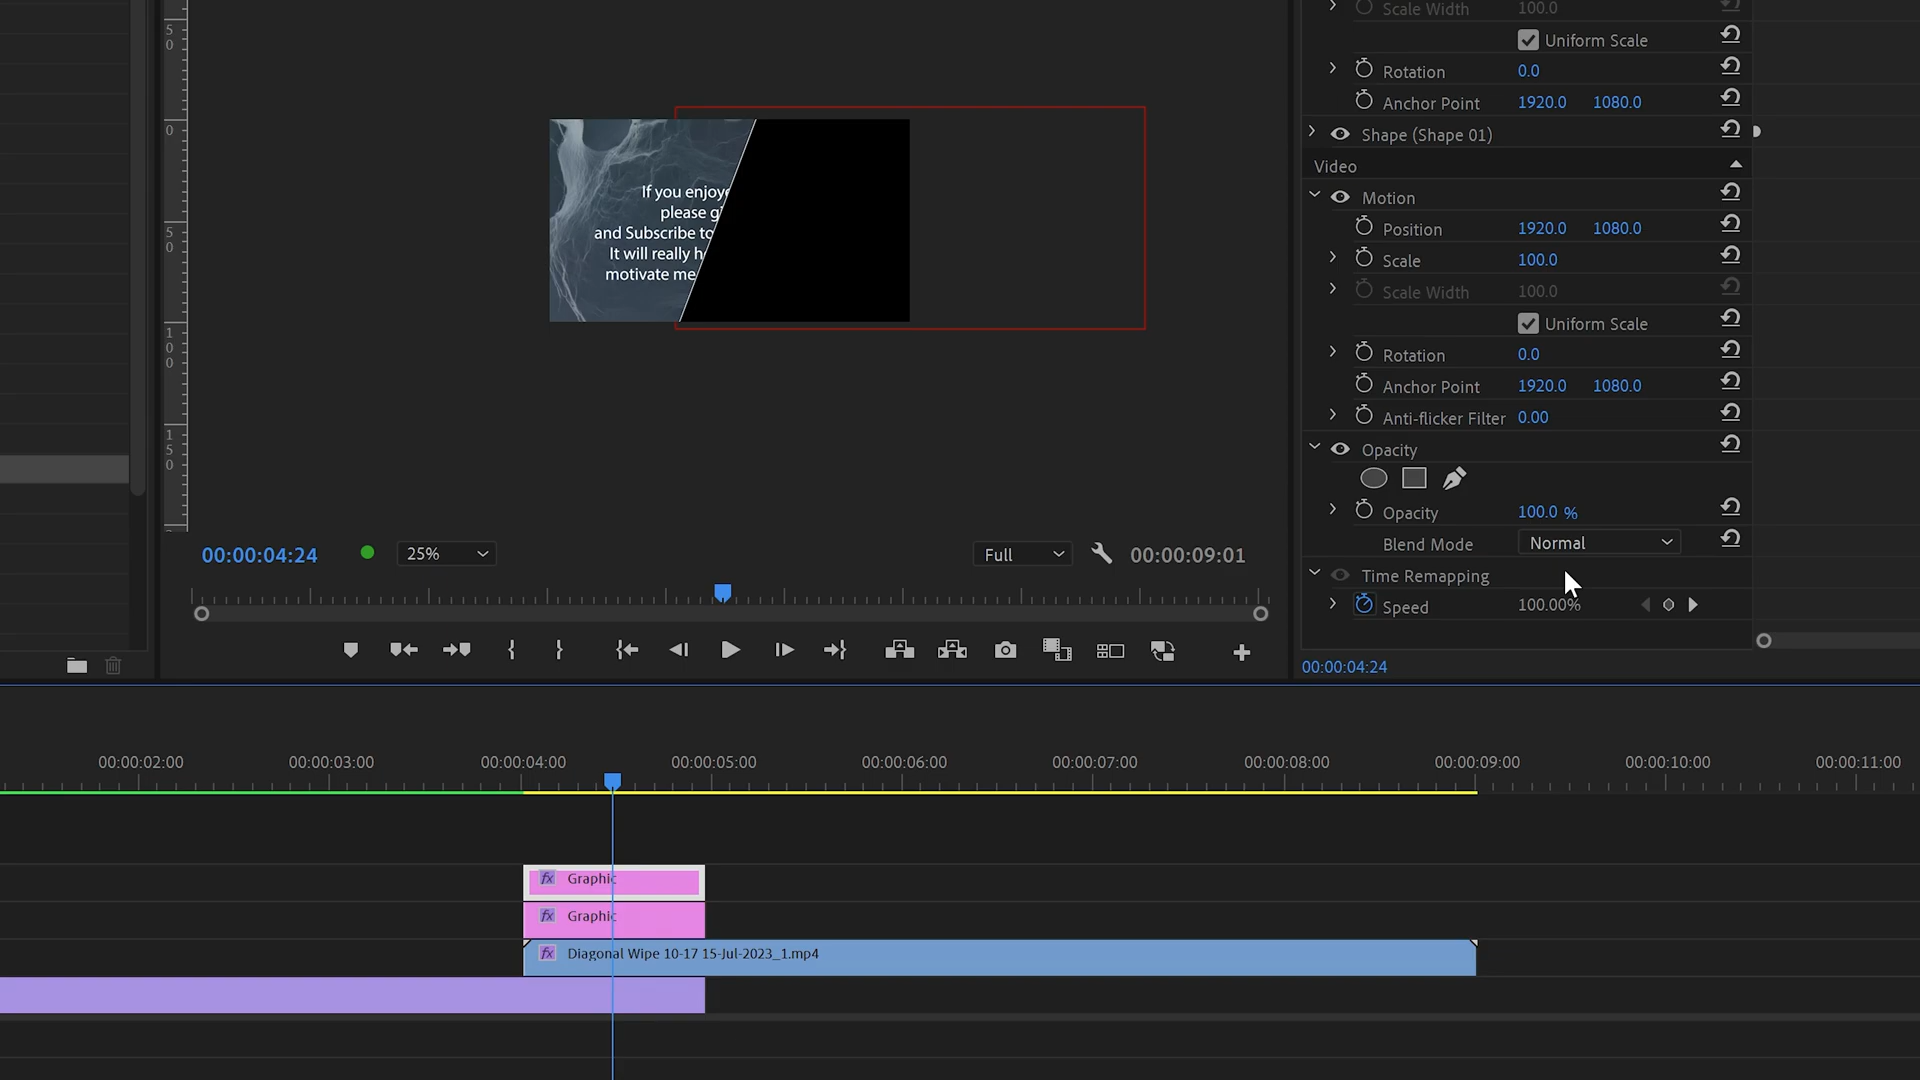 Scale Width 100.0
Uniform Scale
Rotation 0.0
Anchor Point 1920.0 1080.0
Shape (Shape 01)
Video
Motion
Position 1920.0 1080.0
Scale 100.0
Scale Width 100.0
Uniform Scale
Rotation 0.0
Anchor Point 1920.0 1080.0
Anti-flicker Filter 0.00
Opacity
Opacity 100.0 %
Blend Mode Normal
Time Remapping
Speed 100.00%
00:00:04:24
50
0
50
100
150
If you enjoye
please g
and Subscribe to
It will really h
motivate me
00:00:04:24 25% Full 00:00:09:01
00:00:02:00 00:00:03:00 00:00:04:00 00:00:05:00 00:00:06:00 00:00:07:00 00:00:08:00 00:00:09:00 00:00:10:00 00:00:11:00
fx Graphic
fx Graphic
fx Diagonal Wipe 10-17 15-Jul-2023_1.mp4